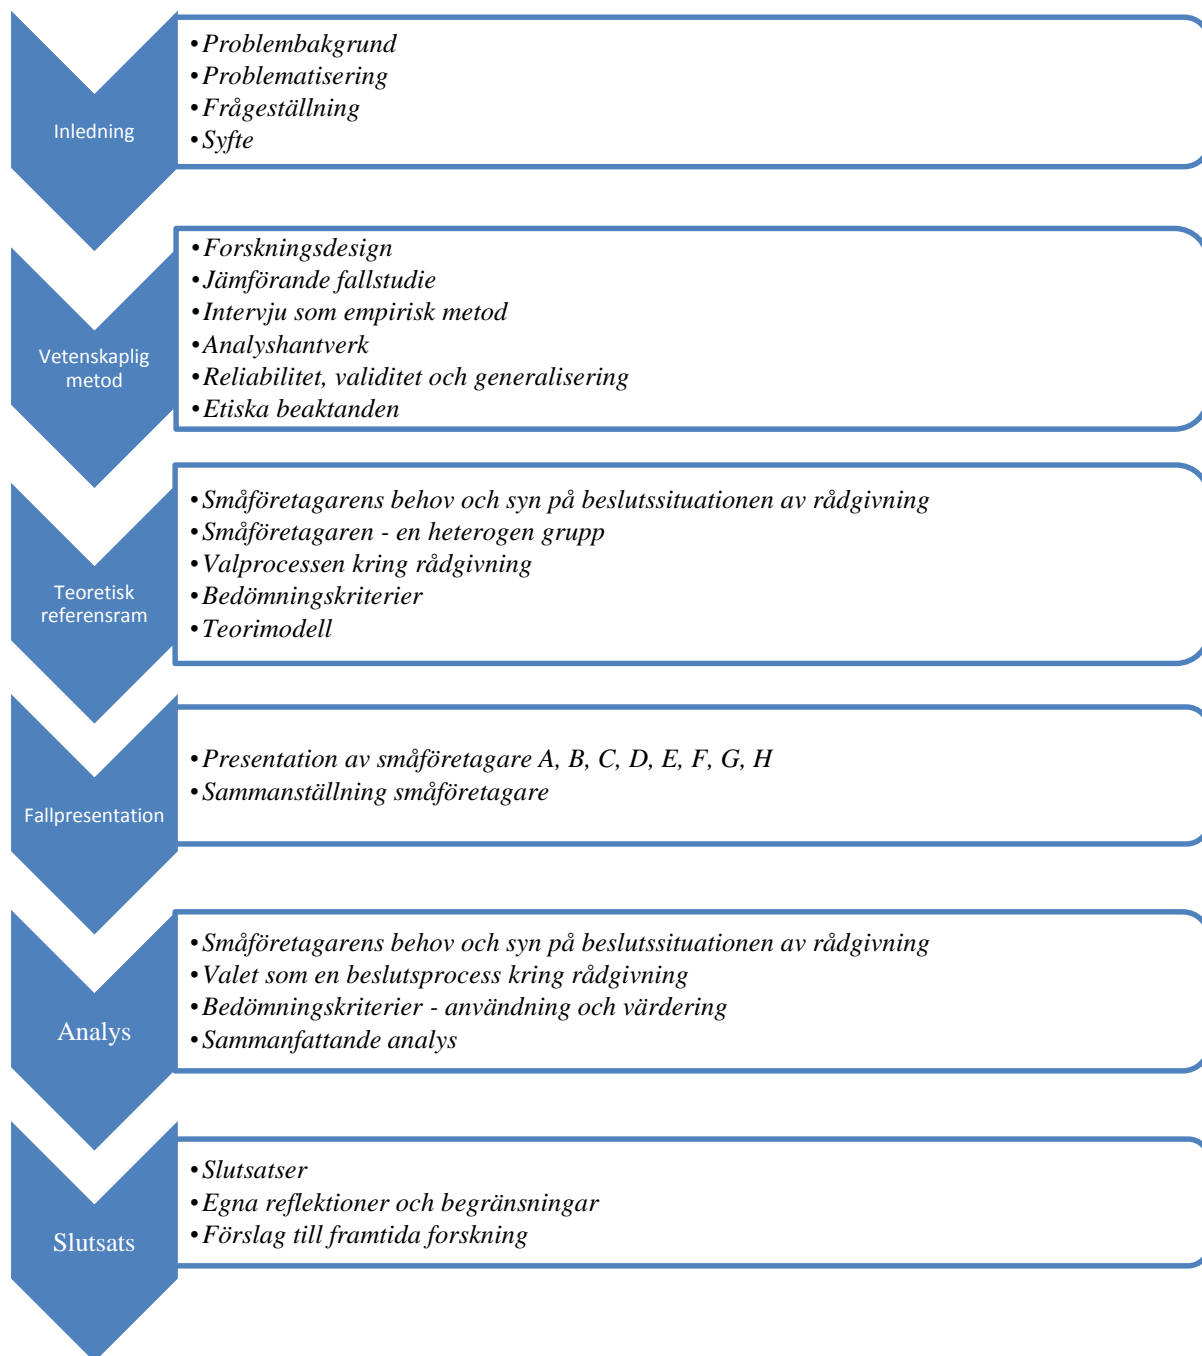 Inledning
•Problembakgrund
•Problematisering
•Frågeställning
•Syfte
Vetenskaplig
metod
•Forskningsdesign
•Jämförande fallstudie
•Intervju som empirisk metod
•Analyshantverk
•Reliabilitet, validitet och generalisering
•Etiska beaktanden
Teoretisk
referensram
•Småföretagarens behov och syn på beslutssituationen av rådgivning
•Småföretagaren - en heterogen grupp
•Valprocessen kring rådgivning
•Bedömningskriterier
•Teorimodell
Fallpresentation
•Presentation av småföretagare A, B, C, D, E, F, G, H
•Sammanställning småföretagare
Analys
•Småföretagarens behov och syn på beslutssituationen av rådgivning
•Valet som en beslutsprocess kring rådgivning
•Bedömningskriterier - användning och värdering
•Sammanfattande analys
Slutsats
•Slutsatser
•Egna reflektioner och begränsningar
•Förslag till framtida forskning